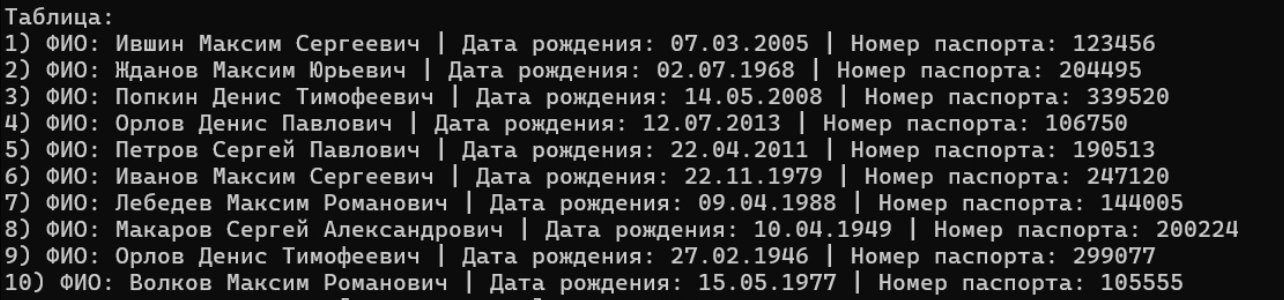 Таблица:
1) ФИО: Ившин Максим Сергеевич | Дата рождения: 07.03.2005 | Номер паспорта: 123456
2) ФИО: Жданов Максим Юрьевич | Дата рождения: 02.07.1968 | Номер паспорта: 204495
3) ФИО: Попкин Денис Тимофеевич | Дата рождения: 14.05.2008 | Номер паспорта: 339520
4) ФИО: Орлов Денис Павлович | Дата рождения: 12.07.2013 | Номер паспорта: 106750
5) ФИО: Петров Сергей Павлович | Дата рождения: 22.04.2011 | Номер паспорта: 190513
6) ФИО: Иванов Максим Сергеевич | Дата рождения: 22.11.1979 | Номер паспорта: 247120
7) ФИО: Лебедев Максим Романович | Дата рождения: 09.04.1988 | Номер паспорта: 144005
8) ФИО: Макаров Сергей Александрович | Дата рождения: 10.04.1949 | Номер паспорта: 200224
9) ФИО: Орлов Денис Тимофеевич | Дата рождения: 27.02.1946 | Номер паспорта: 299077
10) ФИО: Волков Максим Романович | Дата рождения: 15.05.1977 | Номер паспорта: 105555